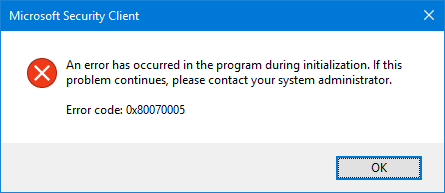 Microsoft Security Client
An error has occurred in the program during initialization. If this
problem continues, please contact your system administrator.
Error code: 0x80070005
OK